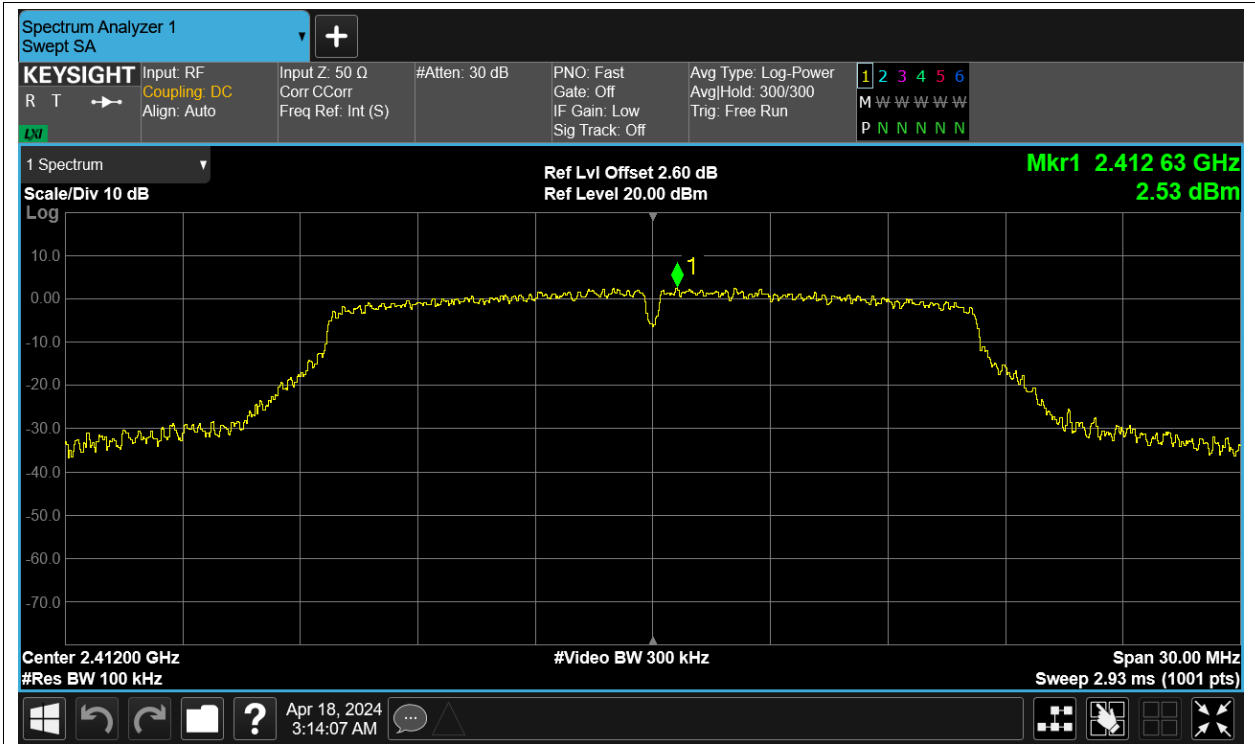 Spectrum Analyzer 1
Swept SA
KEYSIGHT
R T
LXI
Input: RF
Coupling: DC
Align: Auto
Input Z: 50 Ω
Corr CCorr
Freq Ref: Int (S)
#Atten: 30 dB
PNO: Fast
Gate: Off
IF Gain: Low
Sig Track: Off
Avg Type: Log-Power
Avg|Hold: 300/300
Trig: Free Run
1 2 3 4 5 6
M W W W W W
P N N N N N
1 Spectrum
Scale/Div 10 dB
Ref Lvl Offset 2.60 dB
Ref Level 20.00 dBm
Mkr1 2.412 63 GHz
2.53 dBm
Log
10.0
1
0.00
-10.0
-20.0
-30.0
-40.0
-50.0
-60.0
-70.0
Center 2.41200 GHz
#Video BW 300 kHz
Span 30.00 MHz
#Res BW 100 kHz
Sweep 2.93 ms (1001 pts)
?
Apr 18, 2024
3:14:07 AM